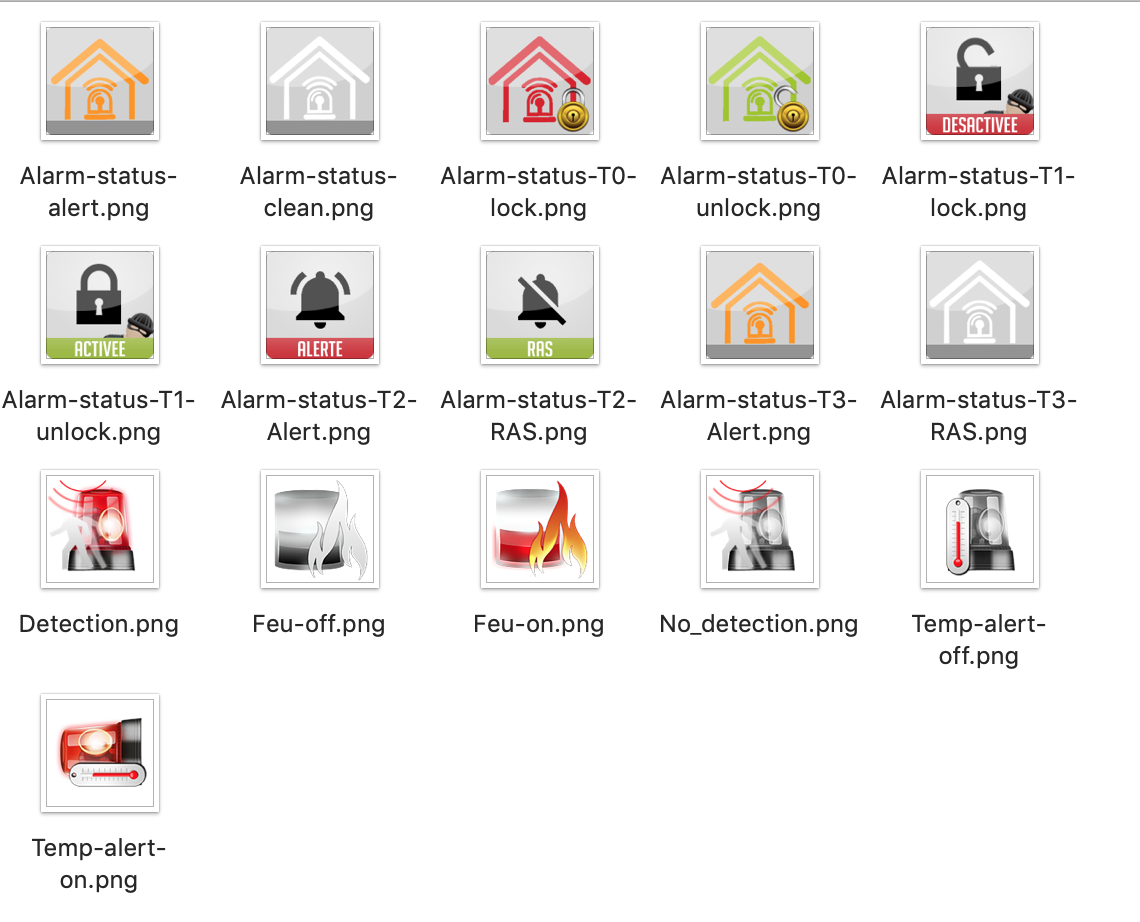 DESACTIVEE
Alarm-status-
alert.png
Alarm-status-
clean.png
Alarm-status-T0-
lock.png
Alarm-status-T0-
unlock.png
Alarm-status-T1-
lock.png
ACTIVEE
ALERTE
RAS
Alarm-status-T1-
unlock.png
Alarm-status-T2-
Alert.png
Alarm-status-T2-
RAS.png
Alarm-status-T3-
Alert.png
Alarm-status-T3-
RAS.png
Detection.png
Feu-off.png
Feu-on.png
No_detection.png
Temp-alert-
off.png
Temp-alert-
on.png